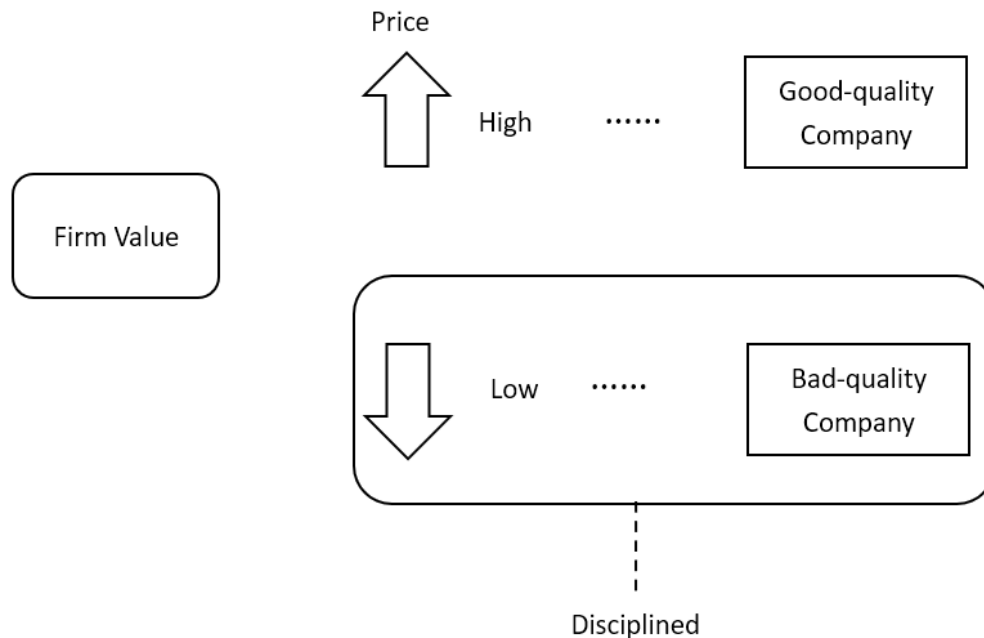 Price
High
……
Good-quality
Company
Firm Value
Low
……
Bad-quality
Company
Disciplined